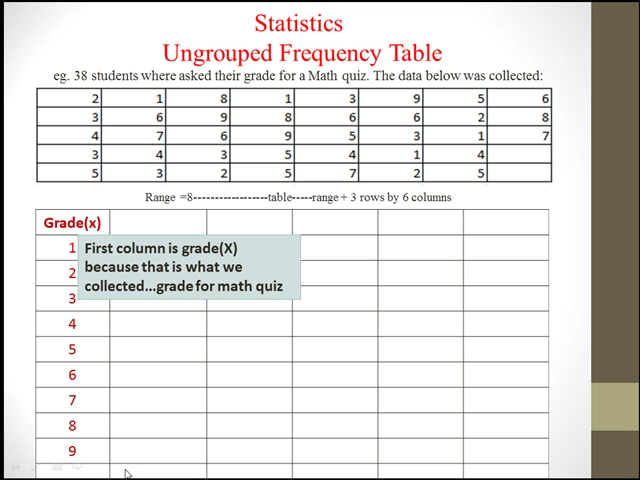 Statistics
Ungrouped Frequency Table
eg. 38 students where asked their grade for a Math quiz. The data below was collected:
2 1 8 1 3 9 5 6
3 6 9 8 6 6 2 8
4 7 6 9 5 3 1 7
3 4 3 5 4 1 4
5 3 2 5 7 2 5
Range =8------------------table-----range + 3 rows by 6 columns
Grade(x)
1
2
3
4
5
6
7
8
9
First column is grade(X)
because that is what we
collected...grade for math quiz